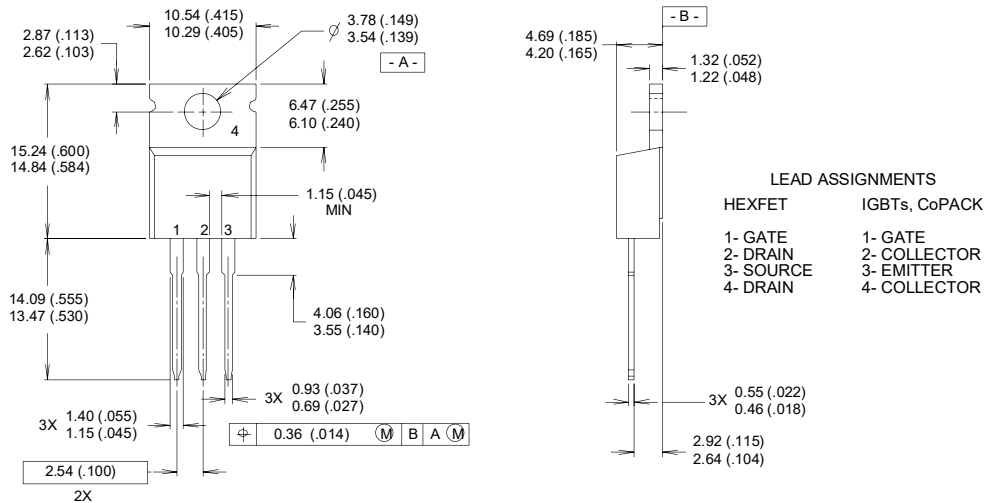 10.54 (.415)
10.29 (.405)
2.87 (.113)
2.62 (.103)
⌀ 3.78 (.149)
3.54 (.139)
- A -
6.47 (.255)
6.10 (.240)
4
15.24 (.600)
14.84 (.584)
1.15 (.045)
MIN
1 2 3
14.09 (.555)
13.47 (.530)
4.06 (.160)
3.55 (.140)
3X 0.93 (.037)
0.69 (.027)
3X 1.40 (.055)
1.15 (.045)
⌖ 0.36 (.014) Ⓜ B A Ⓜ
2.54 (.100)
2X
- B -
4.69 (.185)
4.20 (.165)
1.32 (.052)
1.22 (.048)
LEAD ASSIGNMENTS
HEXFET
1- GATE
2- DRAIN
3- SOURCE
4- DRAIN
IGBTs, CoPACK
1- GATE
2- COLLECTOR
3- EMITTER
4- COLLECTOR
3X 0.55 (.022)
0.46 (.018)
2.92 (.115)
2.64 (.104)